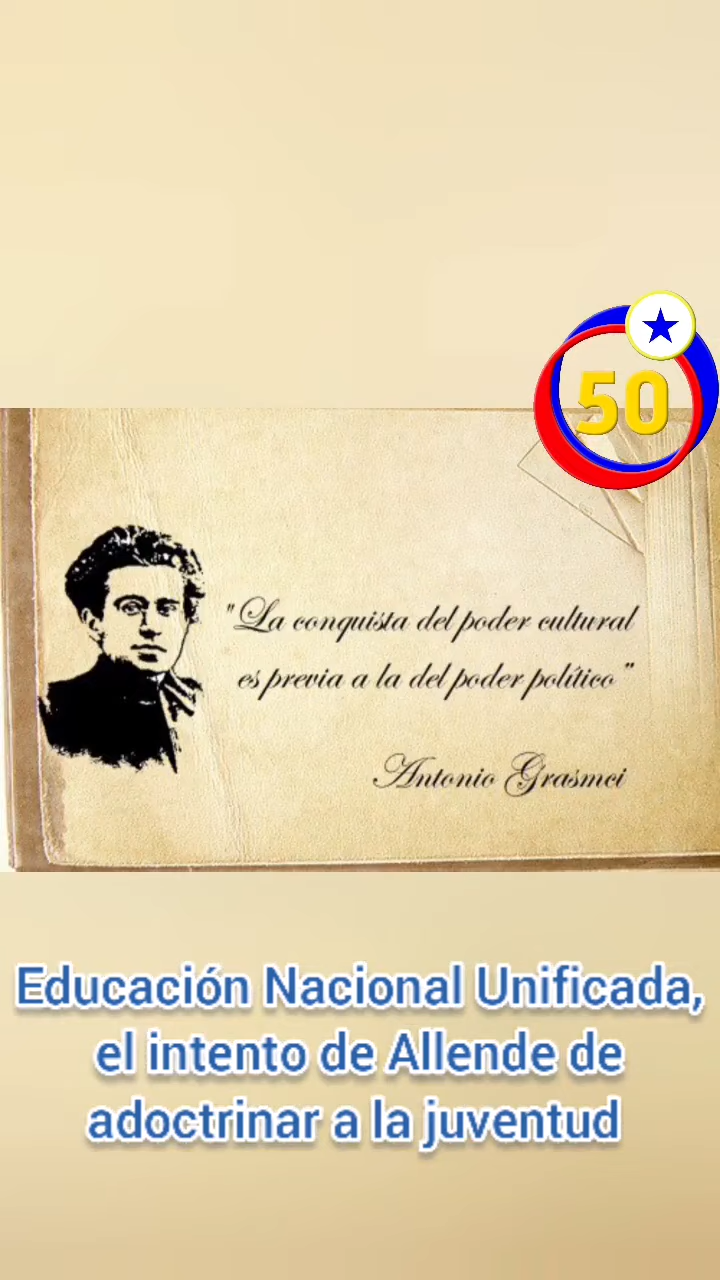 50
"La conquista del poder cultural
es previa a la del poder político"
Antonio Grasmci
Educación Nacional Unificada,
el intento de Allende de
adoctrinar a la juventud